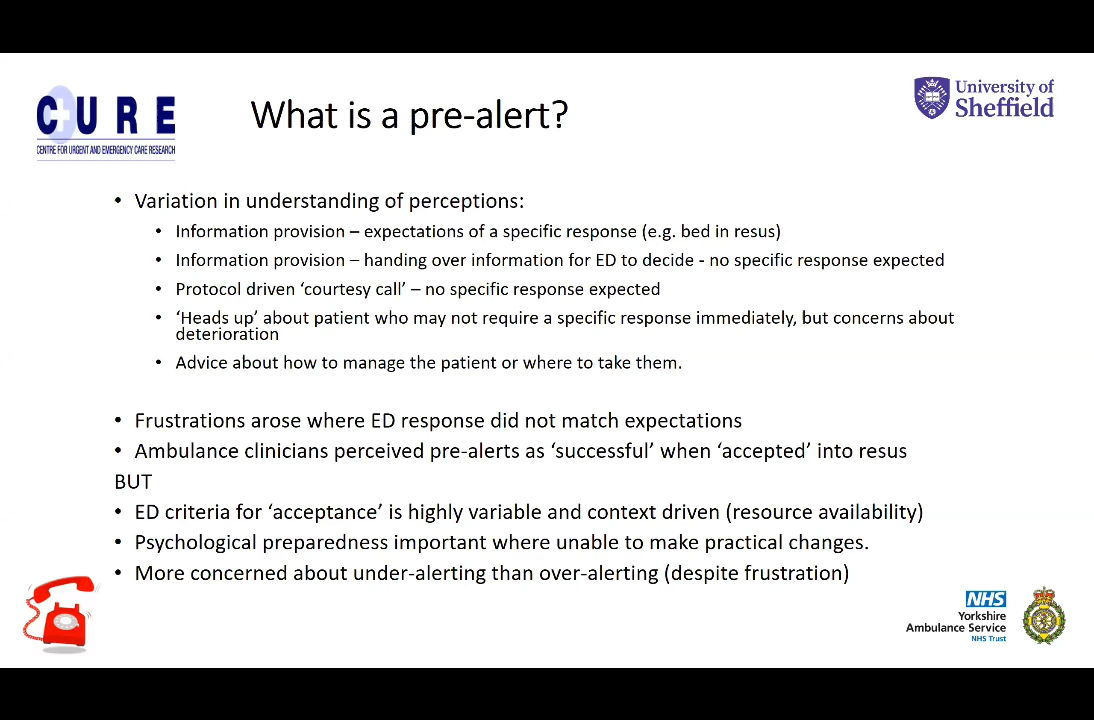 CURE
CENTRE FOR URGENT AND EMERGENCY CARE RESEARCH
What is a pre-alert?
University of
Sheffield
• Variation in understanding of perceptions:
• Information provision – expectations of a specific response (e.g. bed in resus)
• Information provision – handing over information for ED to decide - no specific response expected
• Protocol driven ‘courtesy call’ – no specific response expected
• ‘Heads up’ about patient who may not require a specific response immediately, but concerns about
deterioration
• Advice about how to manage the patient or where to take them.
• Frustrations arose where ED response did not match expectations
• Ambulance clinicians perceived pre-alerts as ‘successful’ when ‘accepted’ into resus
BUT
• ED criteria for ‘acceptance’ is highly variable and context driven (resource availability)
• Psychological preparedness important where unable to make practical changes.
• More concerned about under-alerting than over-alerting (despite frustration)
NHS
Yorkshire
Ambulance Service
NHS Trust